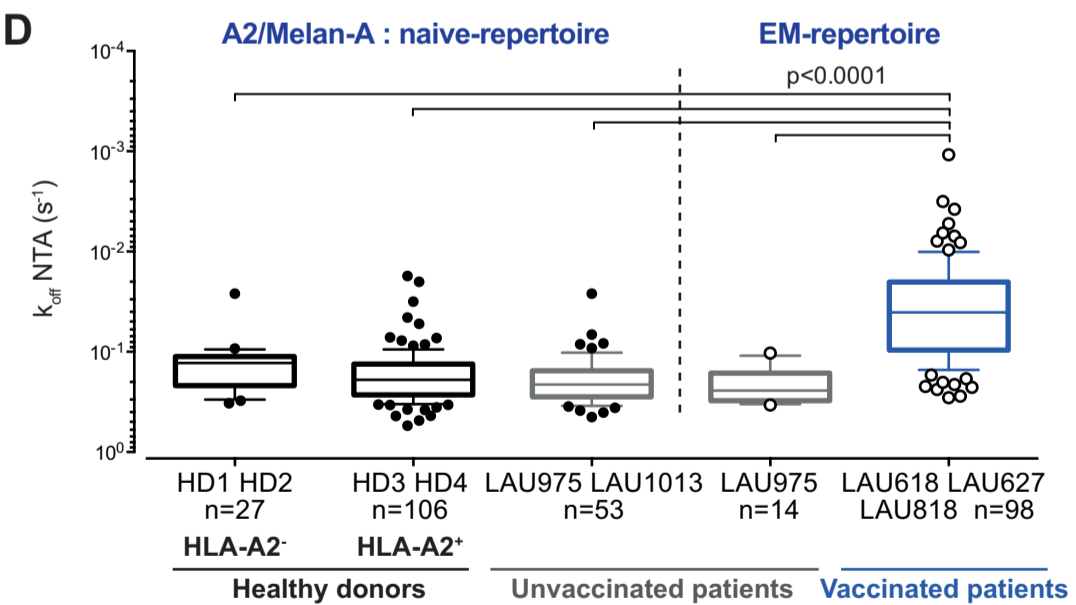 D
A2/Melan-A : naive-repertoire EM-repertoire
p<0.0001
k_off NTA (s⁻¹)
10⁻⁴
10⁻³
10⁻²
10⁻¹
10⁰
HD1 HD2 HD3 HD4 LAU975 LAU1013 LAU975 LAU618 LAU627
n=27 n=106 n=53 n=14 LAU818 n=98
HLA-A2⁻ HLA-A2⁺
Healthy donors Unvaccinated patients Vaccinated patients